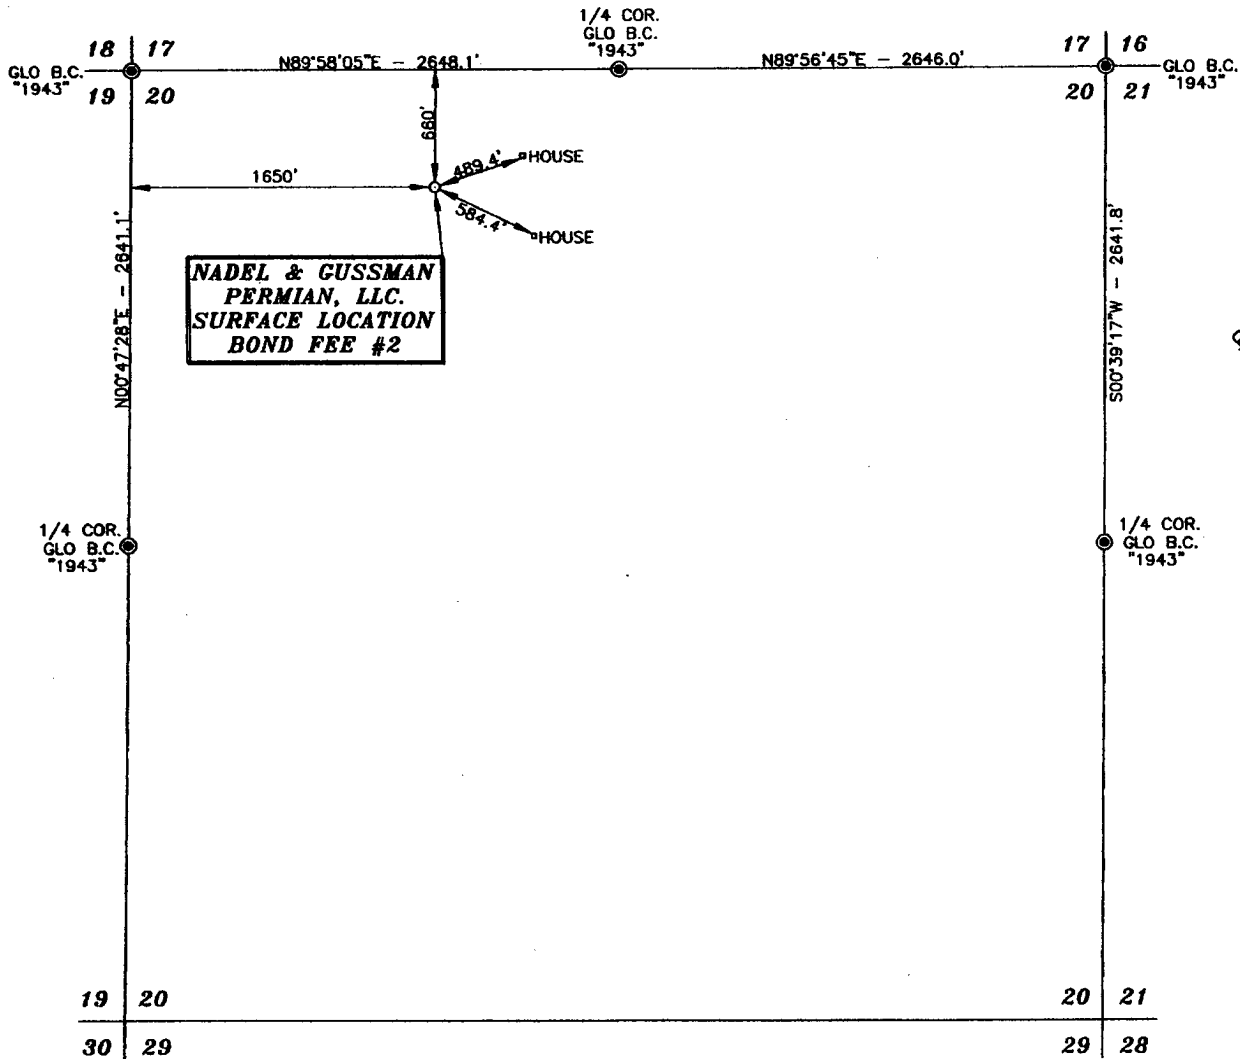 1/4 COR.
GLO B.C.
"1943"
18 17
N89°58'05"E - 2648.1'
N89°56'45"E - 2646.0'
17 16
GLO B.C.
"1943"
19 20
GLO B.C.
"1943"
20 21
660'
489.4'
HOUSE
1650'
584.4'
HOUSE
N00°47'28"E - 2641.1'
S00°39'17"W - 2641.8'
NADEL & GUSSMAN
PERMIAN, LLC.
SURFACE LOCATION
BOND FEE #2
1/4 COR.
GLO B.C.
"1943"
1/4 COR.
GLO B.C.
"1943"
19 20
20 21
30 29
29 28